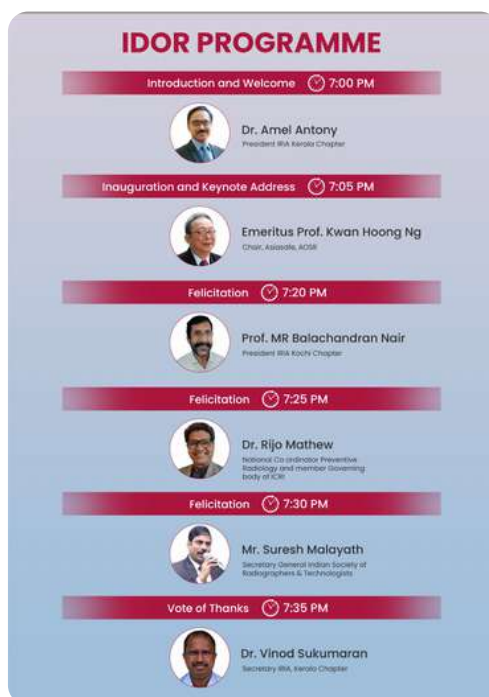 IDOR PROGRAMME
Introduction and Welcome 7:00 PM
Dr. Amel Antony
President IRIA Kerala Chapter
Inauguration and Keynote Address 7:05 PM
Emeritus Prof. Kwan Hoong Ng
Chair, Asiasafe, AOSR
Felicitation 7:20 PM
Prof. MR Balachandran Nair
President IRIA Kochi Chapter
Felicitation 7:25 PM
Dr. Rijo Mathew
National Co ordinator Preventive
Radiology and member Governing
body of ICRI
Felicitation 7:30 PM
Mr. Suresh Malayath
Secretary General Indian Society of
Radiographers & Technologists
Vote of Thanks 7:35 PM
Dr. Vinod Sukumaran
Secretary IRIA, Kerala Chapter